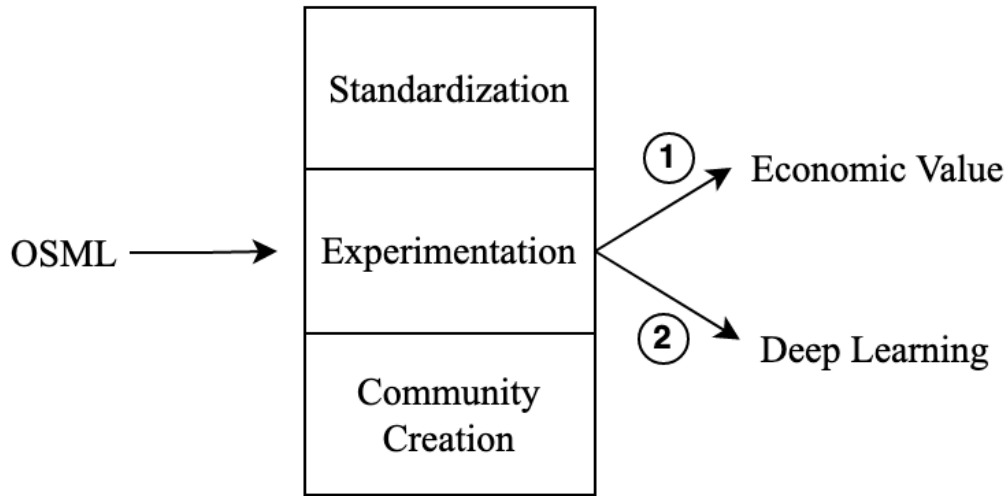 Standardization
1
Economic Value
OSML
Experimentation
2
Deep Learning
Community
Creation